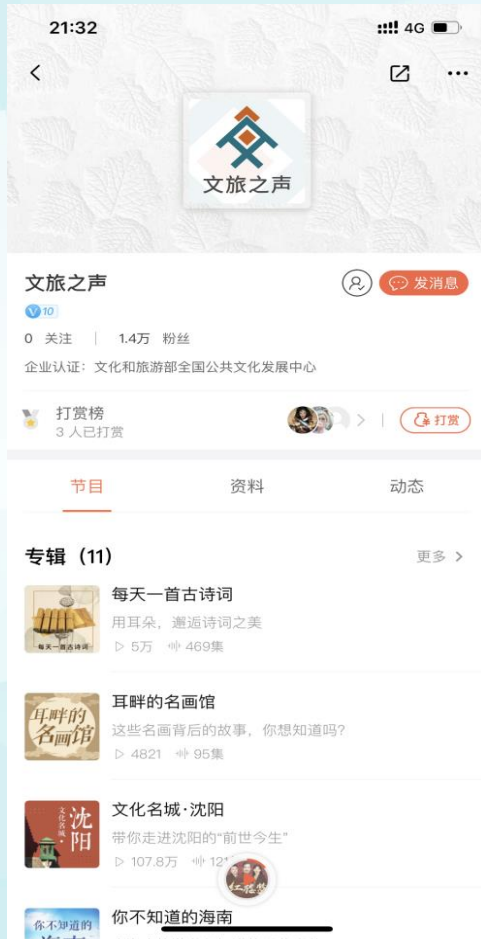 21:32
4G
文旅之声
文旅之声
发消息
V 10
0 关注 | 1.4万 粉丝
企业认证：文化和旅游部全国公共文化发展中心
打赏榜
3 人已打赏
打赏
节目 资料 动态
专辑（11）
更多
每天一首古诗词
每天一首古诗词
用耳朵，邂逅诗词之美
5万 469集
耳畔的
名画馆
耳畔的名画馆
这些名画背后的故事，你想知道吗?
4821 95集
文化名城·
沈阳
文化名城·沈阳
带你走进沈阳的“前世今生”
107.8万
红楼梦
你不知道的
你不知道的海南